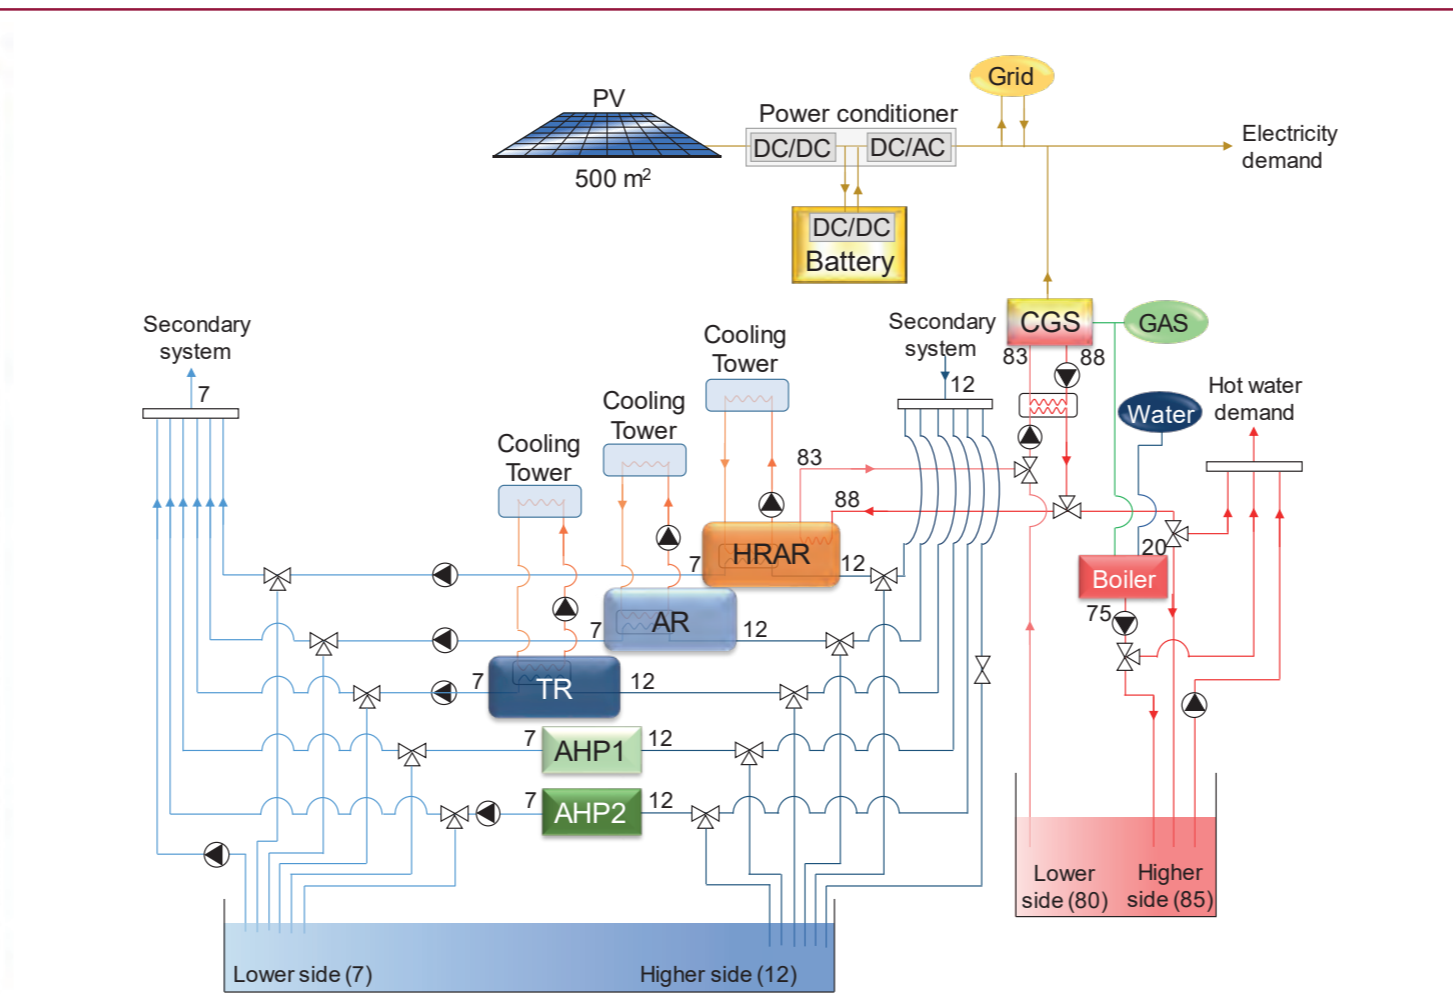 Grid
PV
Power conditioner
DC/DC
DC/AC
Electricity
demand
500 m²
DC/DC
Battery
CGS
GAS
83
88
Secondary
system
7
Cooling
Tower
Secondary
system
12
Hot water
demand
Water
Cooling
Tower
Cooling
Tower
83
88
HRAR
7
12
20
Boiler
75
AR
7
12
TR
7
12
AHP1
7
12
AHP2
7
12
Lower
side (80)
Higher
side (85)
Lower side (7)
Higher side (12)